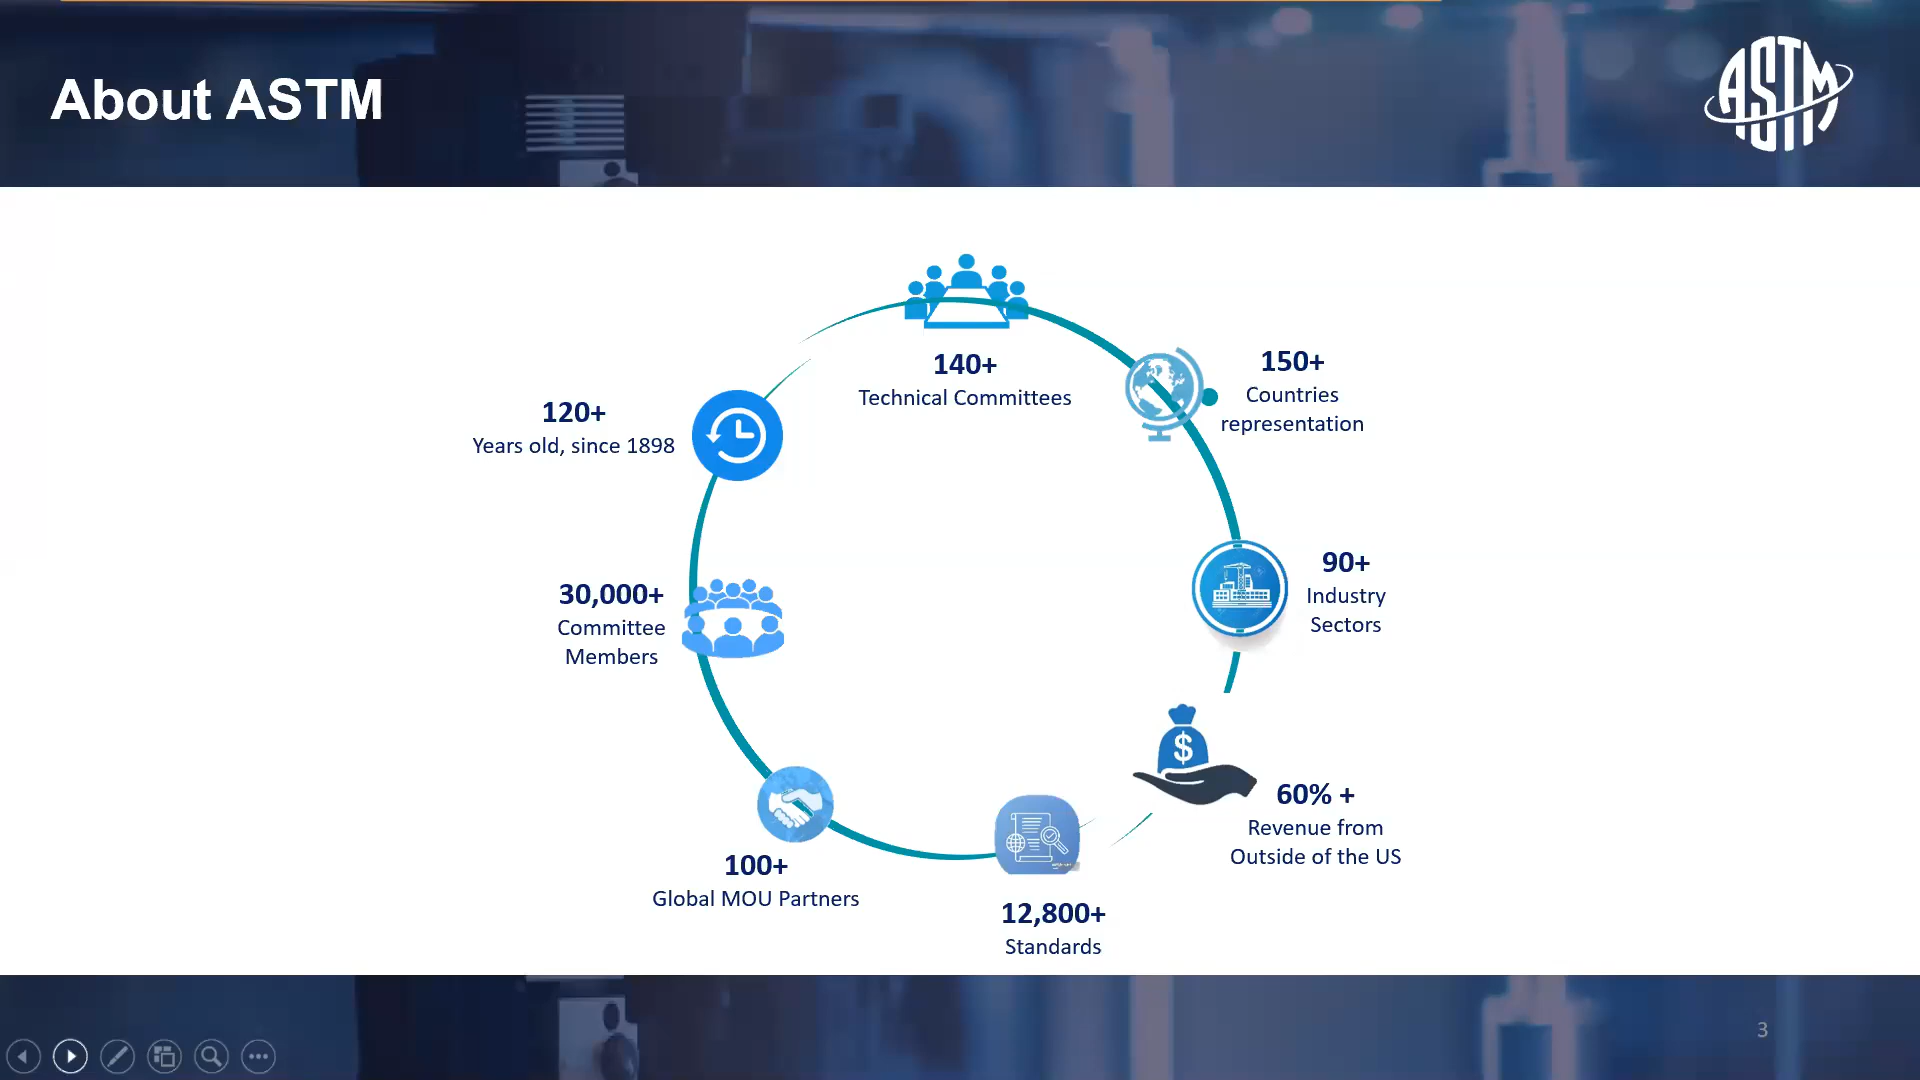 About ASTM
ASTM
140+
Technical Committees
150+
Countries
representation
120+
Years old, since 1898
90+
Industry
Sectors
30,000+
Committee
Members
$
60% +
Revenue from
Outside of the US
100+
Global MOU Partners
12,800+
Standards
3